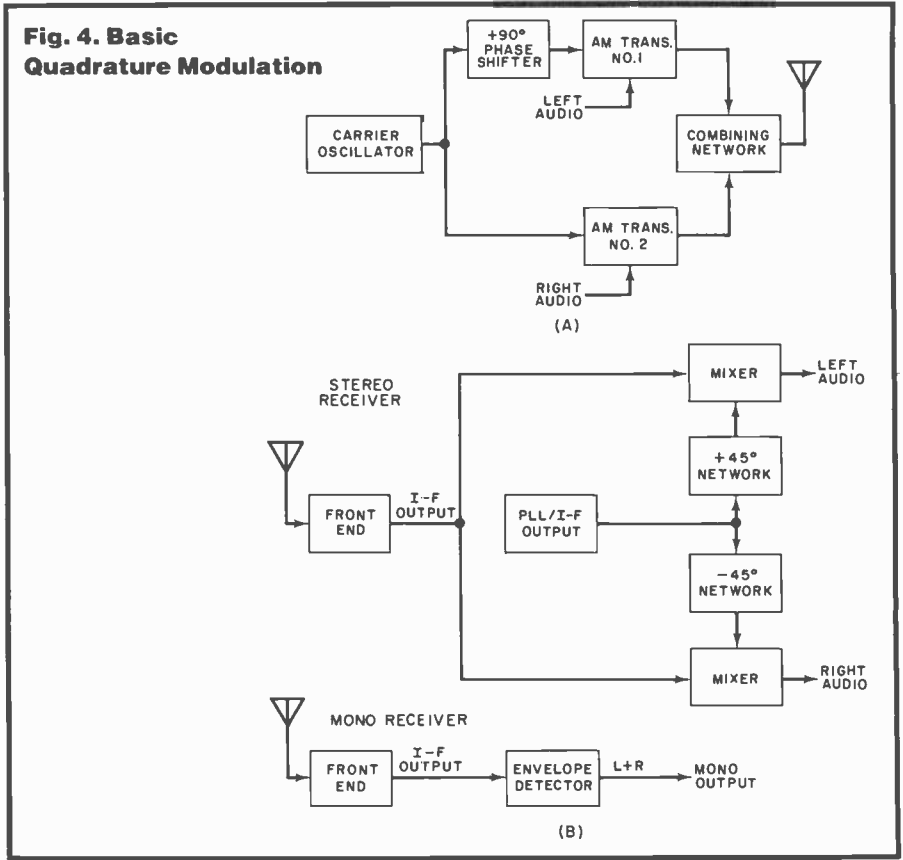 Fig. 4. Basic
Quadrature Modulation
+90°
PHASE
SHIFTER
AM TRANS.
NO.1
LEFT
AUDIO
CARRIER
OSCILLATOR
COMBINING
NETWORK
AM TRANS.
NO. 2
RIGHT
AUDIO
(A)
STEREO
RECEIVER
MIXER
LEFT
AUDIO
+45°
NETWORK
FRONT
END
I-F
OUTPUT
PLL/I-F
OUTPUT
-45°
NETWORK
MIXER
RIGHT
AUDIO
MONO RECEIVER
FRONT
END
I-F
OUTPUT
ENVELOPE
DETECTOR
L+R
MONO
OUTPUT
(B)